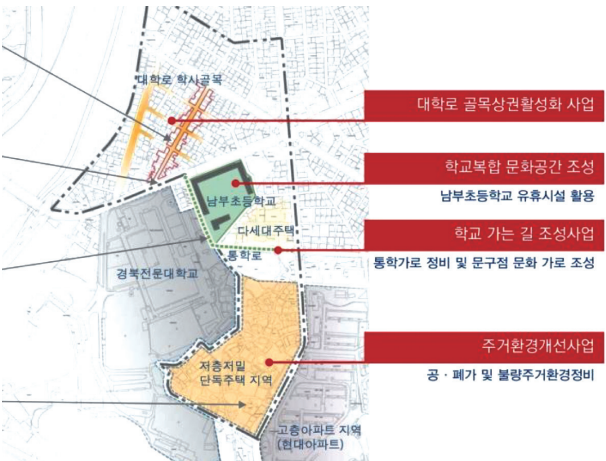 대학로 학사골목
대학로 골목상권활성화 사업
학교복합 문화공간 조성
남부초등학교 유휴시설 활용
남부초등학교
다세대주택
학교 가는 길 조성사업
통학로
통학가로 정비 및 문구점 문화 가로 조성
경북전문대학교
주거환경개선사업
공 · 폐가 및 불량주거환경정비
저층저밀
단독주택 지역
고층아파트 지역
(현대아파트)